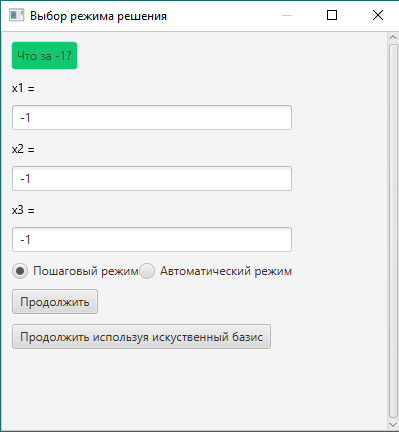 Выбор режима решения
Что за -1?
x1 =
-1
x2 =
-1
x3 =
-1
Пошаговый режим Автоматический режим
Продолжить
Продолжить используя искуственный базис